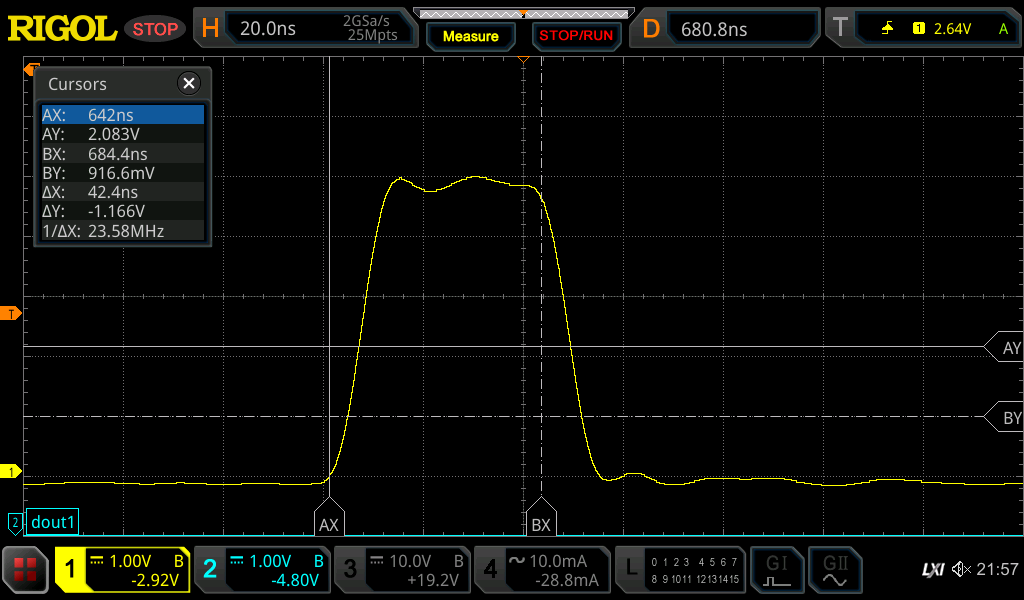 RIGOL STOP H 20.0ns 2GSa/s
25Mpts
Measure STOP/RUN D 680.8ns T 1 2.64V A
T
Cursors
AX: 642ns
AY: 2.083V
BX: 684.4ns
BY: 916.6mV
ΔX: 42.4ns
ΔY: -1.166V
1/ΔX: 23.58MHz
T
AY
BY
1
2 dout1 AX BX
1 1.00V B
-2.92V
2 1.00V B
-4.80V
3 10.0V B
+19.2V
4 10.0mA
-28.8mA
L 0 1 2 3 4 5 6 7
8 9 10 11 12 13 14 15
GI
GII
LXI 21:57